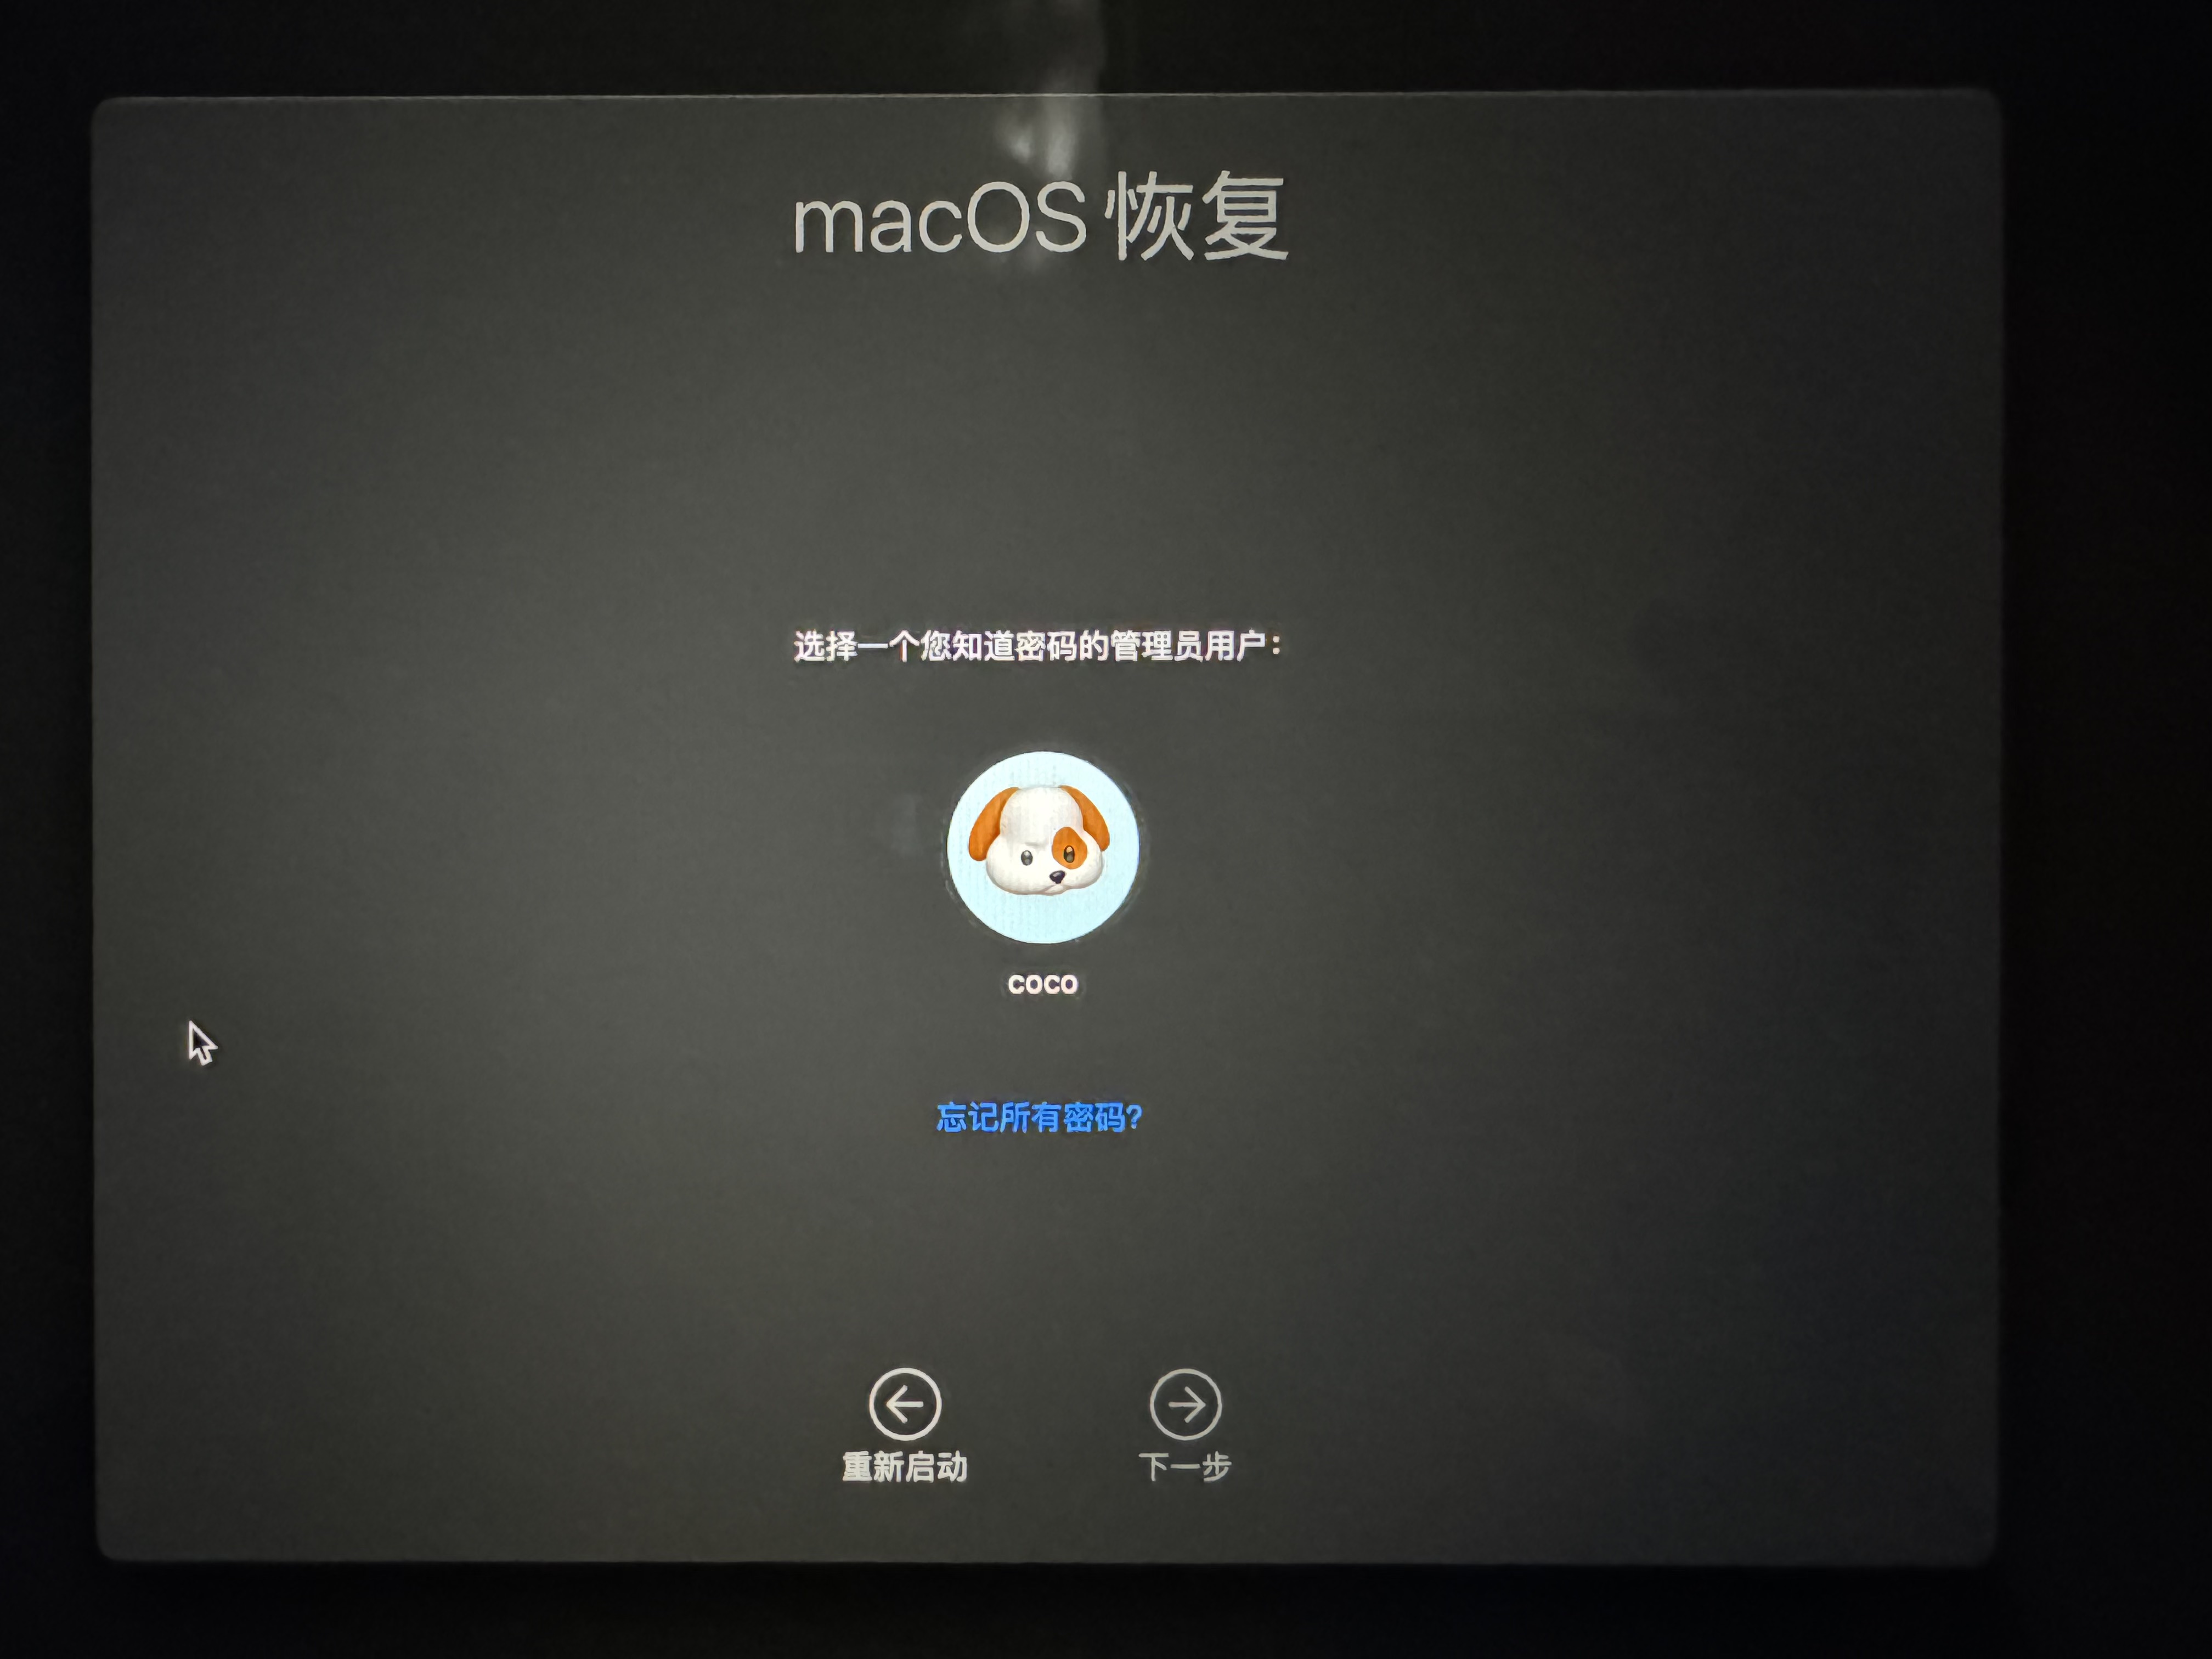 macOS 恢复
选择一个您知道密码的管理员用户：
coco
忘记所有密码?
重新启动
下一步